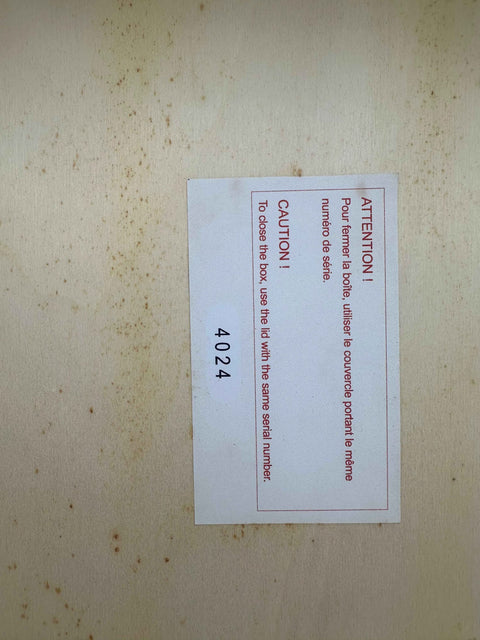 ATTENTION !
Pour fermer la boîte, utiliser le couvercle portant le même
numéro de série.
CAUTION !
To close the box, use the lid with the same serial number.
4024